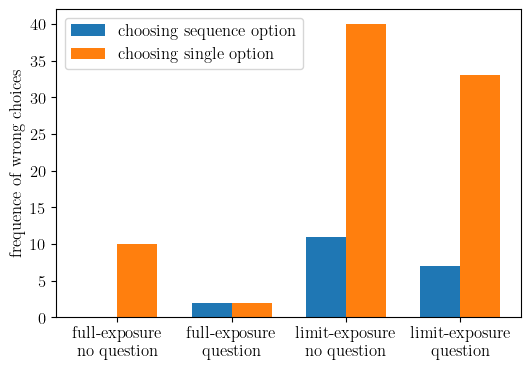 choosing sequence option
choosing single option
frequence of wrong choices
40
35
30
25
20
15
10
5
0
full-exposure
no question
full-exposure
question
limit-exposure
no question
limit-exposure
question